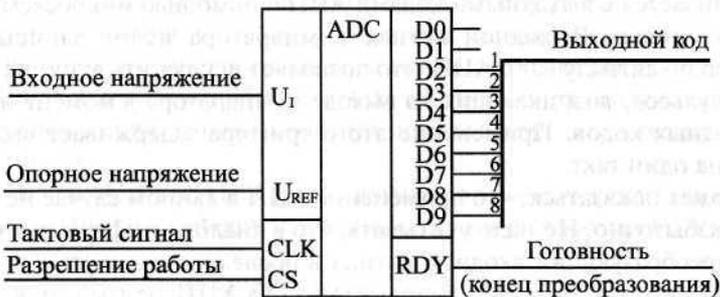 ADC
D0
D1
D2
D3
D4
D5
D6
D7
D8
D9
1
2
3
4
5
6
7
8
Выходной код
Входное напряжение
U_I
Опорное напряжение
U_REF
Тактовый сигнал
CLK
Разрешение работы
CS
RDY
Готовность
(конец преобразования)